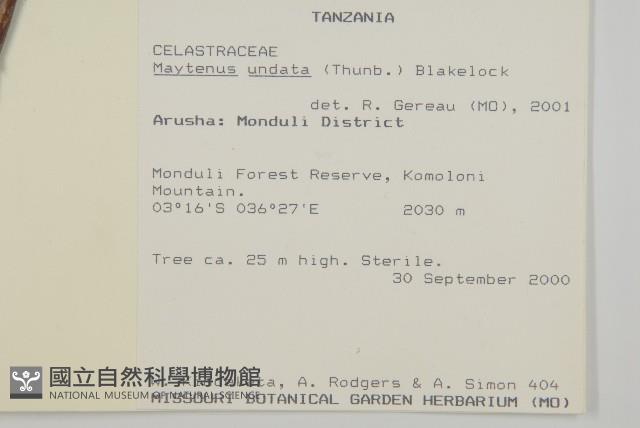 TANZANIA
CELASTRACEAE
Maytenus undata (Thunb.) Blakelock
det. R. Gereau (MO), 2001
Arusha: Monduli District
Monduli Forest Reserve, Komoloni
Mountain.
03°16'S 036°27'E 2030 m
Tree ca. 25 m high. Sterile.
30 September 2000
A. Rodgers & A. Simon 404
MISSOURI BOTANICAL GARDEN HERBARIUM (MO)
國立自然科學博物館
NATIONAL MUSEUM OF NATURAL SCIENCE